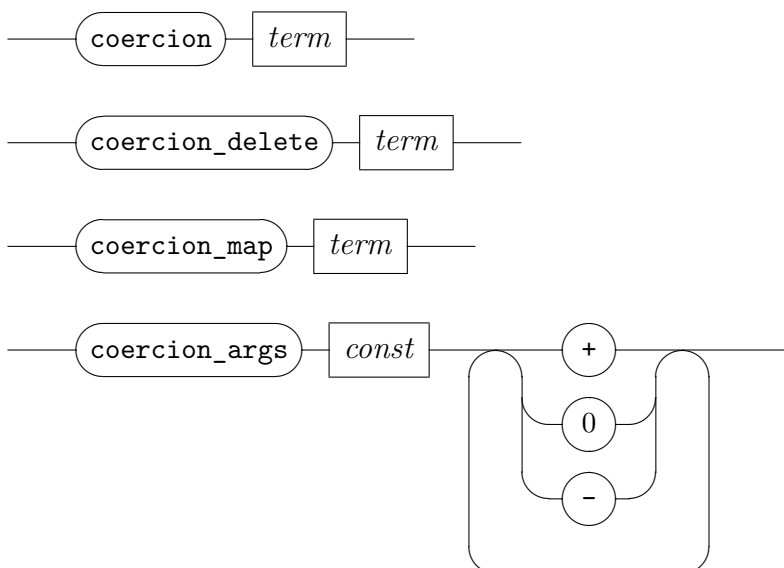 coercion term
coercion_delete term
coercion_map term
coercion_args const +
0
-